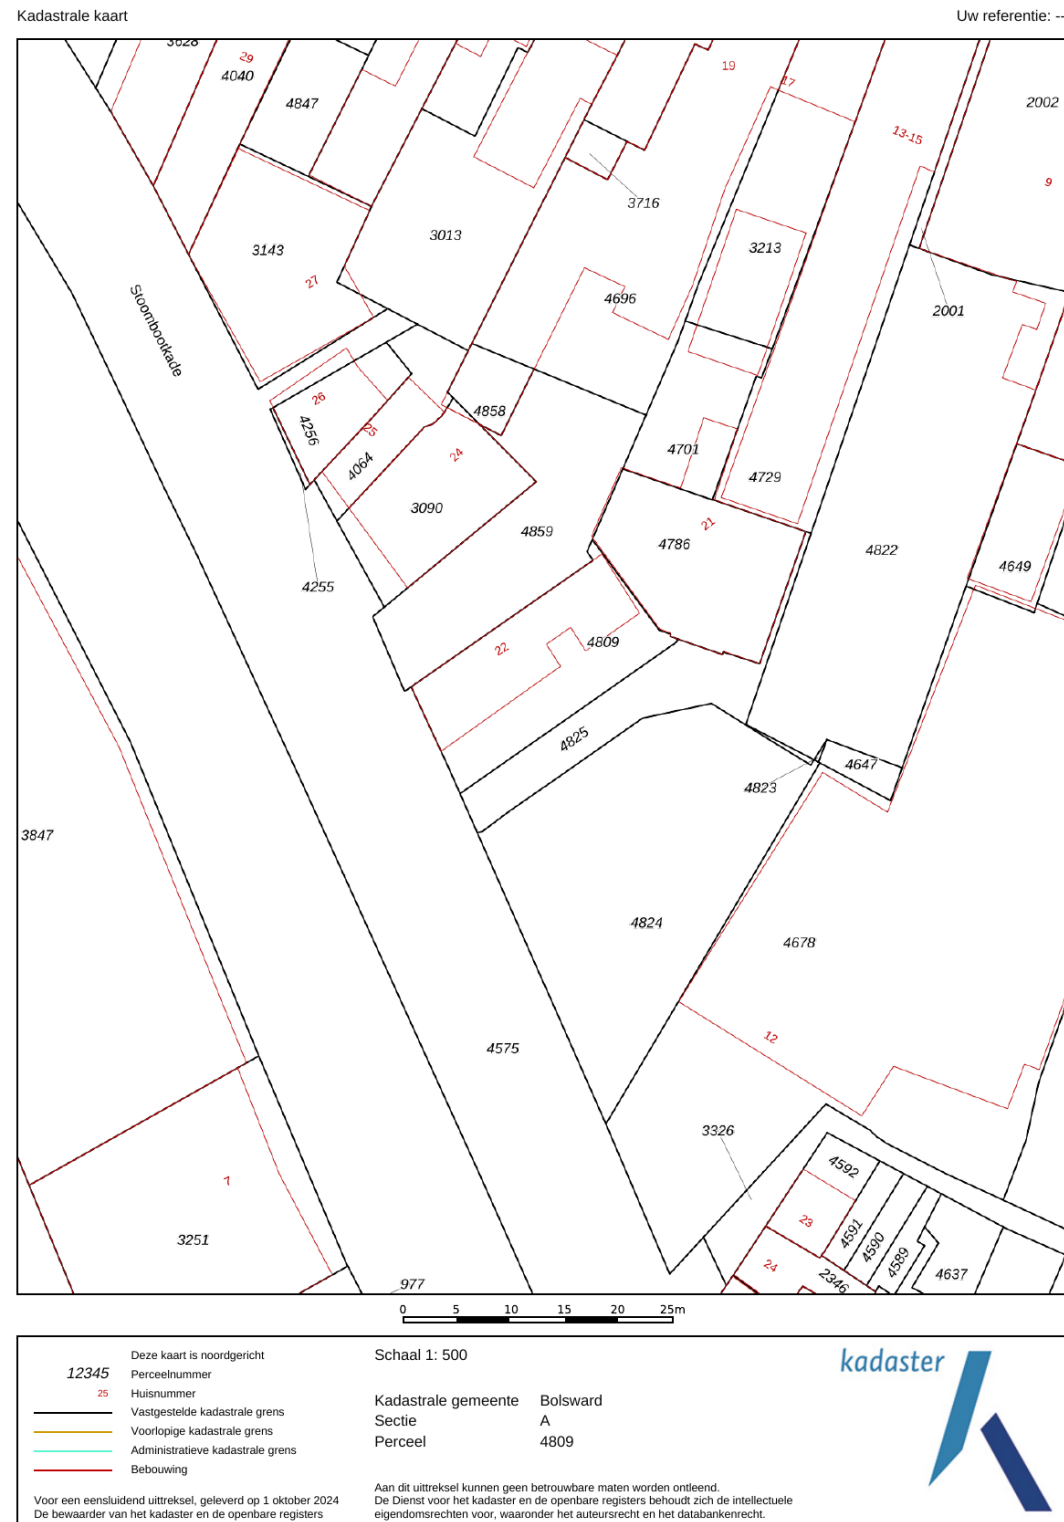 Kadastrale kaart
Uw referentie: --
3628
29
4040
4847
19
17
13-15
2002
9
3716
3013
3143
27
3213
4696
2001
Stoombootkade
26
4256
25
4064
24
4858
3090
4859
4701
4729
21
4786
4822
4649
4255
22
4809
4825
4823
4647
3847
4824
4678
12
4575
3326
4592
23
4591
4590
4589
24
2346
4637
7
3251
977
0 5 10 15 20 25m
Deze kaart is noordgericht
12345 Perceelnummer
25 Huisnummer
Vastgestelde kadastrale grens
Voorlopige kadastrale grens
Administratieve kadastrale grens
Bebouwing
Voor een eensluidend uittreksel, geleverd op 1 oktober 2024
De bewaarder van het kadaster en de openbare registers
Schaal 1: 500
Kadastrale gemeente Bolsward
Sectie A
Perceel 4809
Aan dit uittreksel kunnen geen betrouwbare maten worden ontleend.
De Dienst voor het kadaster en de openbare registers behoudt zich de intellectuele
eigendomsrechten voor, waaronder het auteursrecht en het databankenrecht.
kadaster